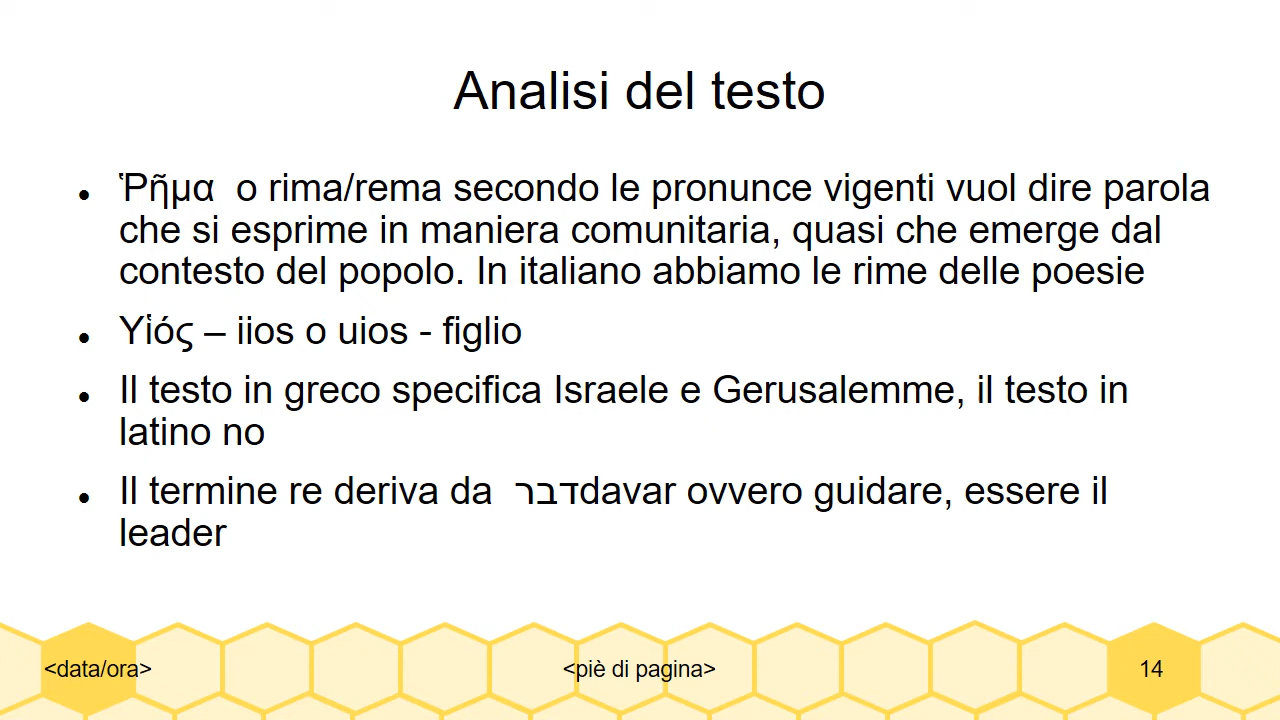 Analisi del testo
Ῥῆμα o rima/rema secondo le pronunce vigenti vuol dire parola
che si esprime in maniera comunitaria, quasi che emerge dal
contesto del popolo. In italiano abbiamo le rime delle poesie
Υἱός – iios o uios - figlio
Il testo in greco specifica Israele e Gerusalemme, il testo in
latino no
Il termine re deriva da דברdavar ovvero guidare, essere il
leader
<data/ora>
<piè di pagina>
14